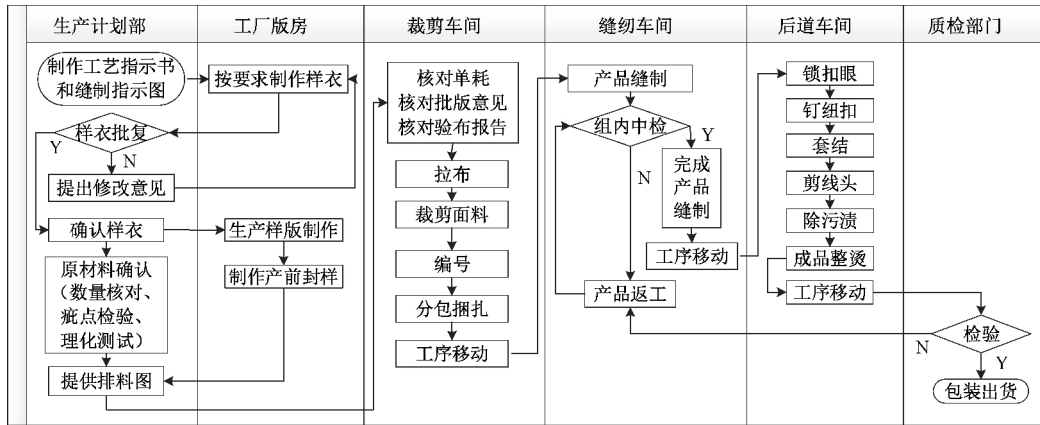 生产计划部
工厂版房
裁剪车间
缝纫车间
后道车间
质检部门
制作工艺指示书
和缝制指示图
样衣批复
Y
N
提出修改意见
确认样衣
原材料确认
(数量核对、
疵点检验、
理化测试)
提供排料图
按要求制作样衣
生产样版制作
制作产前封样
核对单耗
核对批版意见
核对验布报告
拉布
裁剪面料
编号
分包捆扎
工序移动
产品缝制
组内中检
Y
N
完成
产品
缝制
工序移动
产品返工
锁扣眼
钉纽扣
套结
剪线头
除污渍
成品整烫
工序移动
检验
N
Y
包装出货